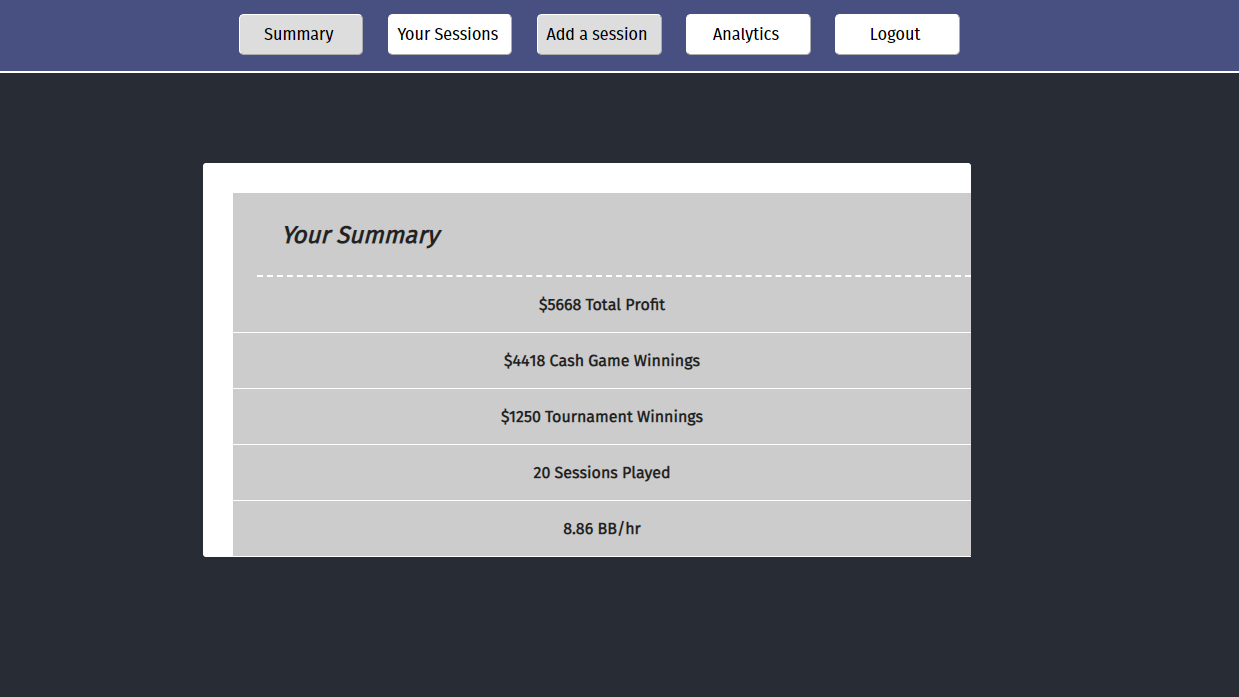 Summary Your Sessions Add a session Analytics Logout
Your Summary
$5668 Total Profit
$4418 Cash Game Winnings
$1250 Tournament Winnings
20 Sessions Played
8.86 BB/hr